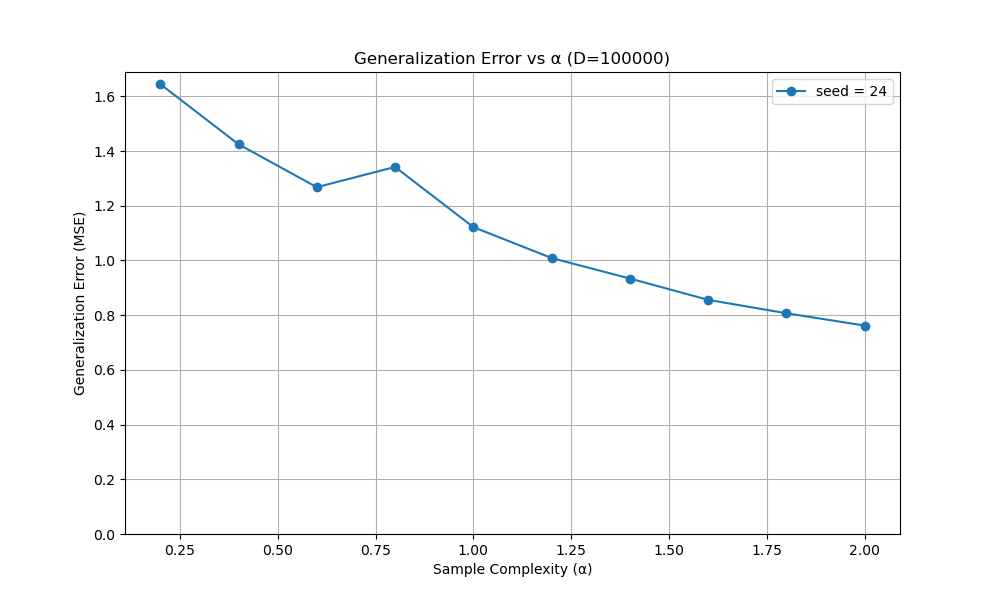 Generalization Error vs α (D=100000)
seed = 24
Generalization Error (MSE)
1.6
1.4
1.2
1.0
0.8
0.6
0.4
0.2
0.0
0.25 0.50 0.75 1.00 1.25 1.50 1.75 2.00
Sample Complexity (α)